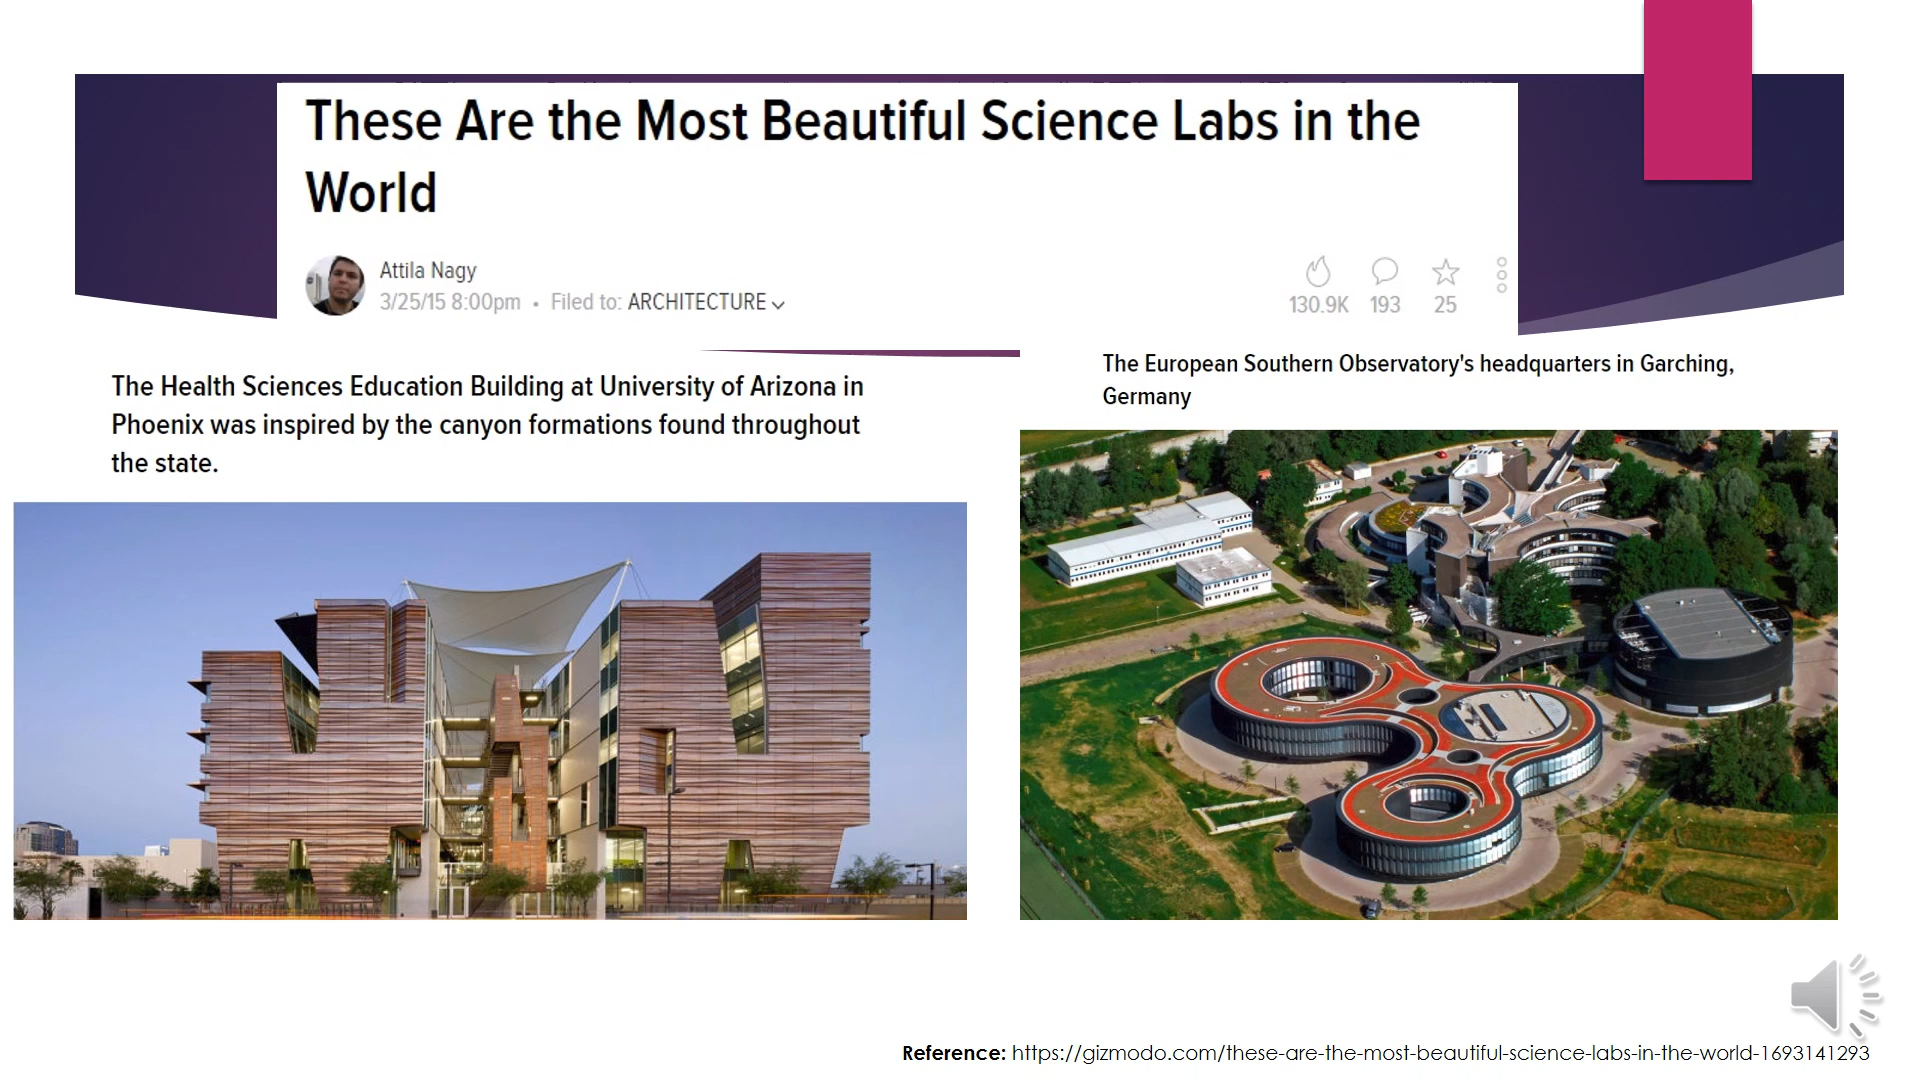 These Are the Most Beautiful Science Labs in the
World
Attila Nagy
3/25/15 8:00pm • Filed to: ARCHITECTURE
130.9K 193 25
The Health Sciences Education Building at University of Arizona in
Phoenix was inspired by the canyon formations found throughout
the state.
The European Southern Observatory's headquarters in Garching,
Germany
Reference: https://gizmodo.com/these-are-the-most-beautiful-science-labs-in-the-world-1693141293